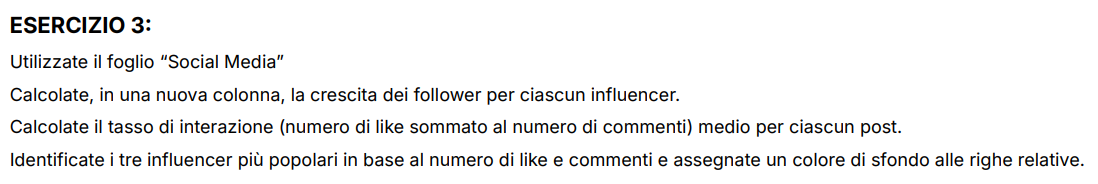 ESERCIZIO 3:
Utilizzate il foglio “Social Media”
Calcolate, in una nuova colonna, la crescita dei follower per ciascun influencer.
Calcolate il tasso di interazione (numero di like sommato al numero di commenti) medio per ciascun post.
Identificate i tre influencer più popolari in base al numero di like e commenti e assegnate un colore di sfondo alle righe relative.